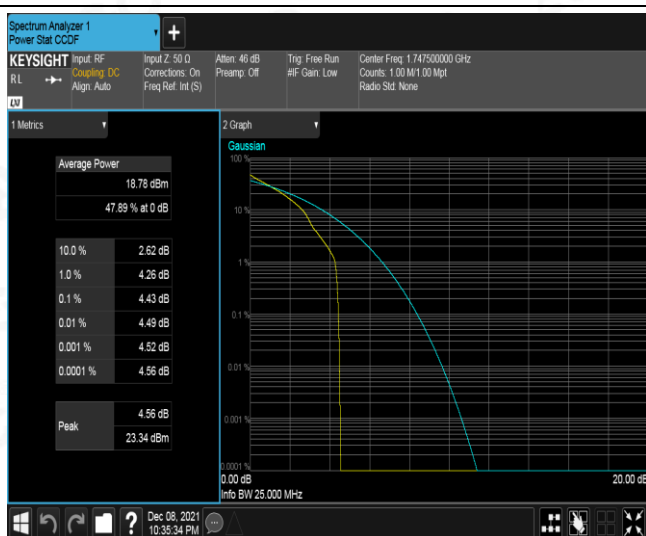 Spectrum Analyzer 1
Power Stat CCDF
+
KEYSIGHT
RL
LXI
Input: RF
Coupling: DC
Align: Auto
Input Z: 50 Ω
Corrections: On
Freq Ref: Int (S)
Atten: 46 dB
Preamp: Off
Trig: Free Run
#IF Gain: Low
Center Freq: 1.747500000 GHz
Counts: 1.00 M/1.00 Mpt
Radio Std: None
1 Metrics
Average Power
18.78 dBm
47.89 % at 0 dB
10.0 % 2.62 dB
1.0 % 4.26 dB
0.1 % 4.43 dB
0.01 % 4.49 dB
0.001 % 4.52 dB
0.0001 % 4.56 dB
Peak
4.56 dB
23.34 dBm
2 Graph
Gaussian
100 %
10 %
1 %
0.1 %
0.01 %
0.001 %
0.0001 %
0.00 dB
20.00 dB
Info BW 25.000 MHz
?
Dec 08, 2021
10:35:34 PM